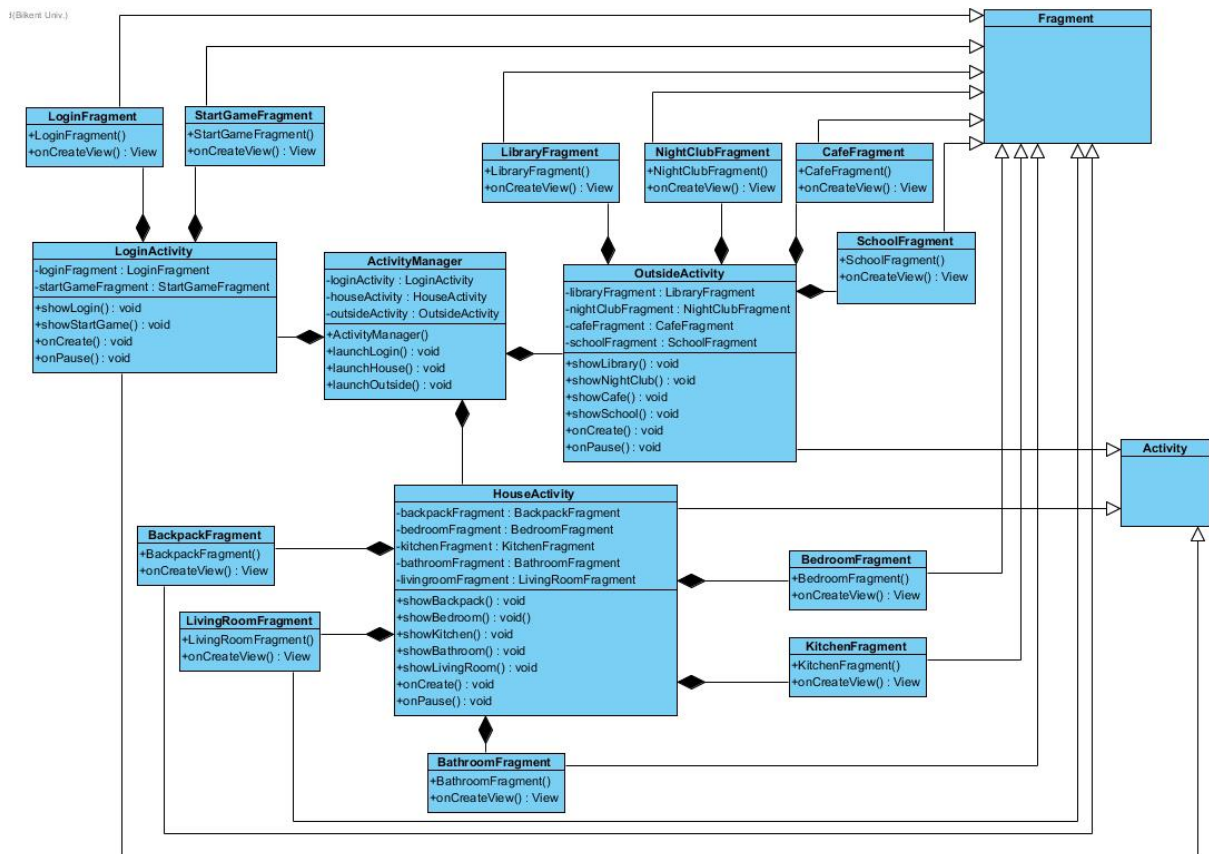 l(Bilkent Univ.)
Fragment
LoginFragment
+LoginFragment()
+onCreateView() : View
StartGameFragment
+StartGameFragment()
+onCreateView() : View
LibraryFragment
+LibraryFragment()
+onCreateView() : View
NightClubFragment
+NightClubFragment()
+onCreateView() : View
CafeFragment
+CafeFragment()
+onCreateView() : View
SchoolFragment
+SchoolFragment()
+onCreateView() : View
LoginActivity
-loginFragment : LoginFragment
-startGameFragment : StartGameFragment
+showLogin() : void
+showStartGame() : void
+onCreate() : void
+onPause() : void
ActivityManager
-loginActivity : LoginActivity
-houseActivity : HouseActivity
-outsideActivity : OutsideActivity
+ActivityManager()
+launchLogin() : void
+launchHouse() : void
+launchOutside() : void
OutsideActivity
-libraryFragment : LibraryFragment
-nightClubFragment : NightClubFragment
-cafeFragment : CafeFragment
-schoolFragment : SchoolFragment
+showLibrary() : void
+showNightClub() : void
+showCafe() : void
+showSchool() : void
+onCreate() : void
+onPause() : void
Activity
HouseActivity
-backpackFragment : BackpackFragment
-bedroomFragment : BedroomFragment
-kitchenFragment : KitchenFragment
-bathroomFragment : BathroomFragment
-livingroomFragment : LivingRoomFragment
+showBackpack() : void
+showBedroom() : void()
+showKitchen() : void
+showBathroom() : void
+showLivingRoom() : void
+onCreate() : void
+onPause() : void
BackpackFragment
+BackpackFragment()
+onCreateView() : View
LivingRoomFragment
+LivingRoomFragment()
+onCreateView() : View
BedroomFragment
+BedroomFragment()
+onCreateView() : View
KitchenFragment
+KitchenFragment()
+onCreateView() : View
BathroomFragment
+BathroomFragment()
+onCreateView() : View